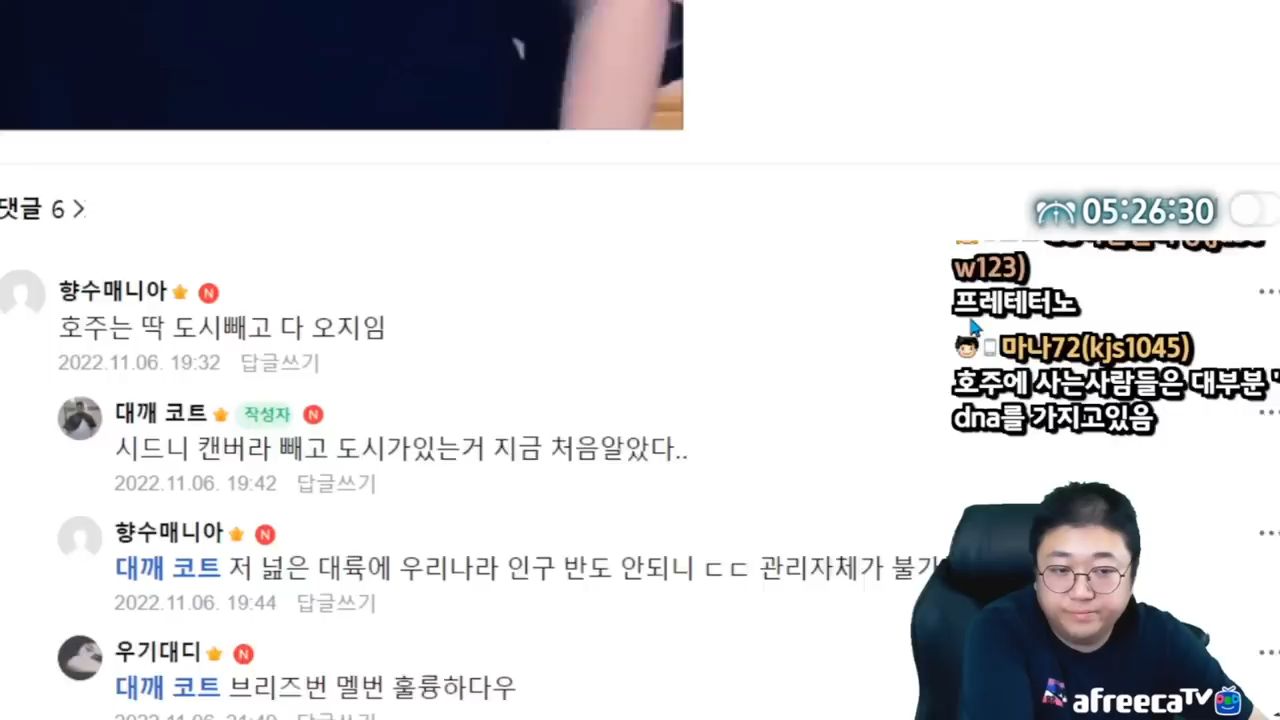 댓글 6
05:26:30
향수매니아 N
호주는 딱 도시빼고 다 오지임
2022.11.06. 19:32 답글쓰기
대깨 코트 작성자 N
시드니 캔버라 빼고 도시가있는거 지금 처음알았다..
2022.11.06. 19:42 답글쓰기
향수매니아 N
대깨 코트 저 넓은 대륙에 우리나라 인구 반도 안되니 ㄷㄷ 관리자체가 불가
2022.11.06. 19:44 답글쓰기
우기대디 N
대깨 코트 브리즈번 멜번 훌륭하다우
w123)
프레테터노
마나72(kjs1045)
호주에 사는사람들은 대부분
dna를 가지고있음
afreecaTV